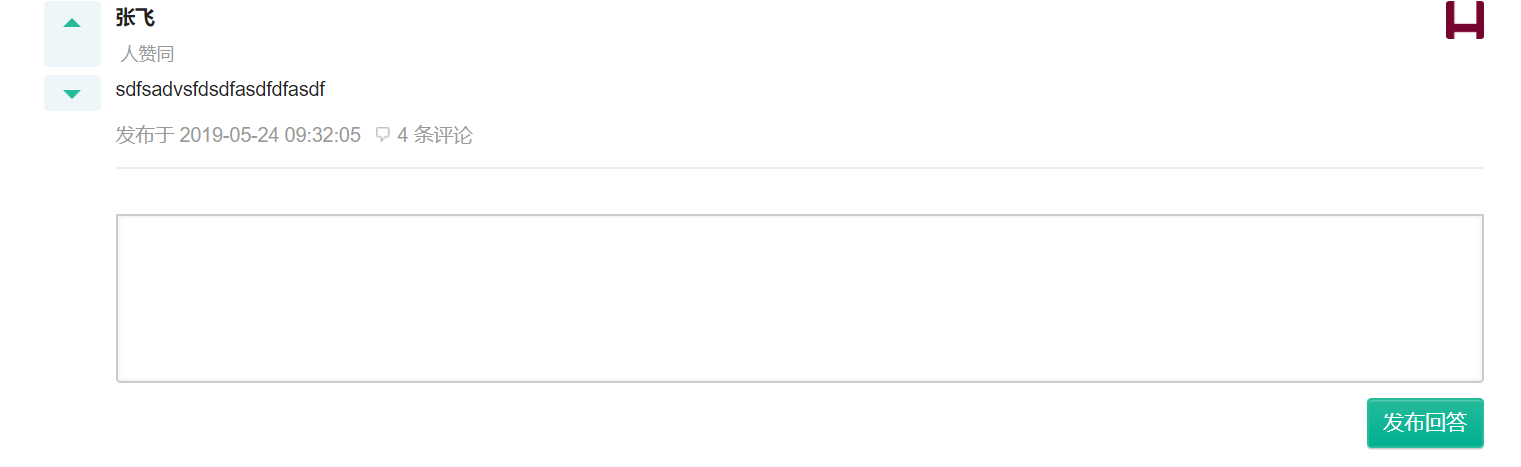 张飞
人赞同
sdfsadvsfdsdfasdfdfasdf
发布于 2019-05-24 09:32:05 4 条评论
发布回答